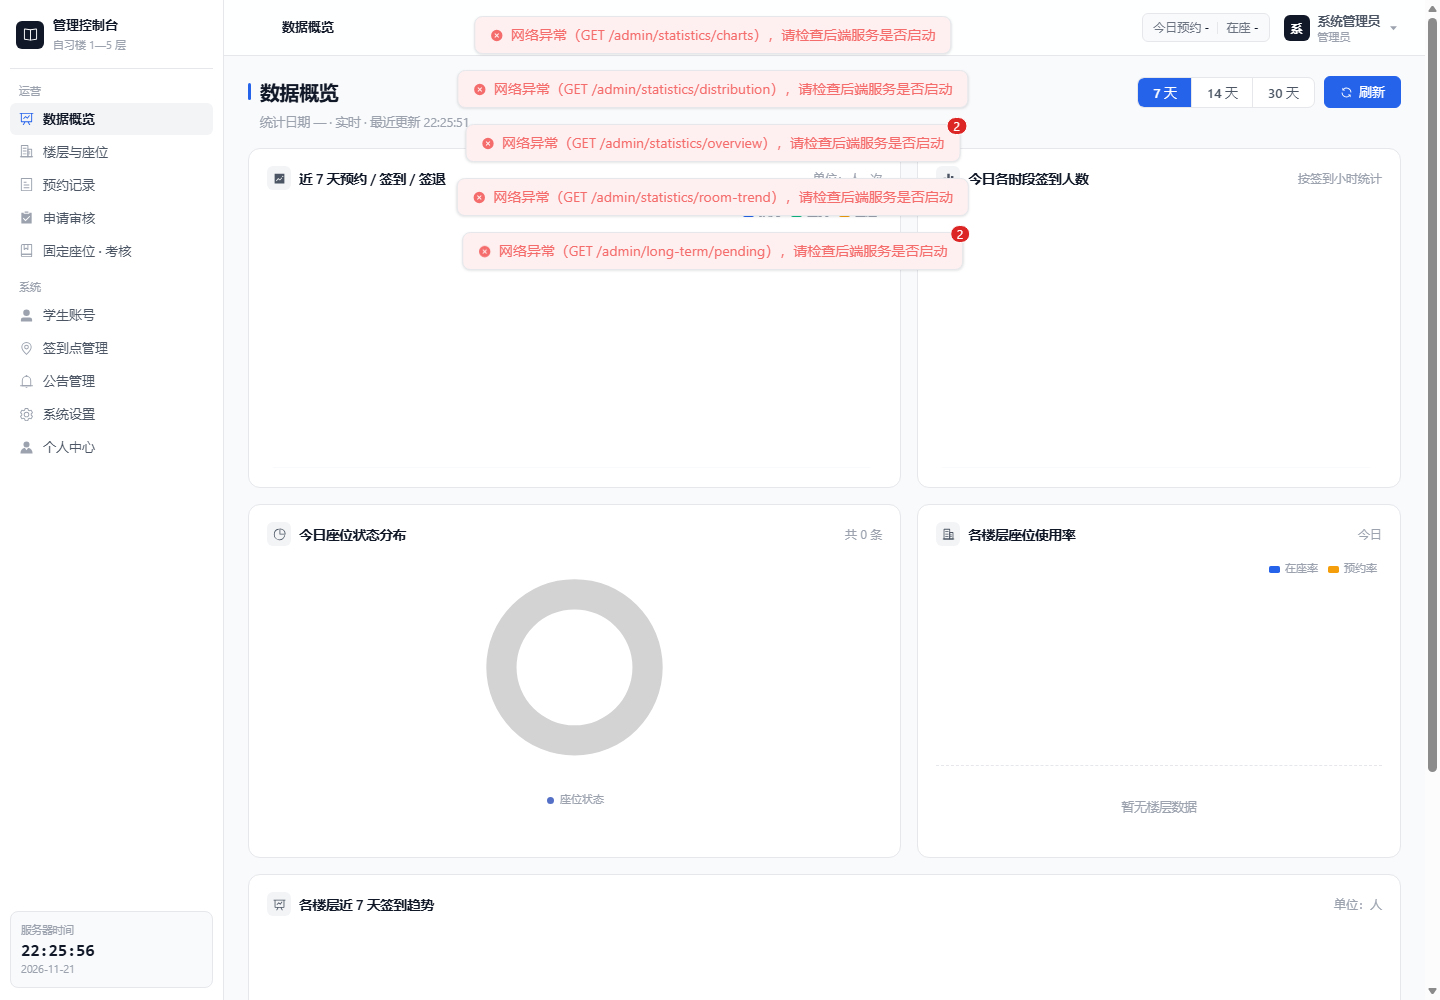 管理控制台
自习楼 1—5 层
运营
数据概览
楼层与座位
预约记录
申请审核
固定座位 · 考核
系统
学生账号
签到点管理
公告管理
系统设置
个人中心
服务器时间
22:25:56
2026-11-21
数据概览
今日预约 -
在座 -
系
系统管理员
管理员
网络异常（GET /admin/statistics/charts），请检查后端服务是否启动
网络异常（GET /admin/statistics/distribution），请检查后端服务是否启动
网络异常（GET /admin/statistics/overview），请检查后端服务是否启动
2
网络异常（GET /admin/statistics/room-trend），请检查后端服务是否启动
网络异常（GET /admin/long-term/pending），请检查后端服务是否启动
2
数据概览
统计日期 — · 实时 · 最近更新 22:25:51
7 天
14 天
30 天
刷新
近 7 天预约 / 签到 / 签退
今日各时段签到人数
按签到小时统计
今日座位状态分布
共 0 条
座位状态
各楼层座位使用率
今日
在座率
预约率
暂无楼层数据
各楼层近 7 天签到趋势
单位：人